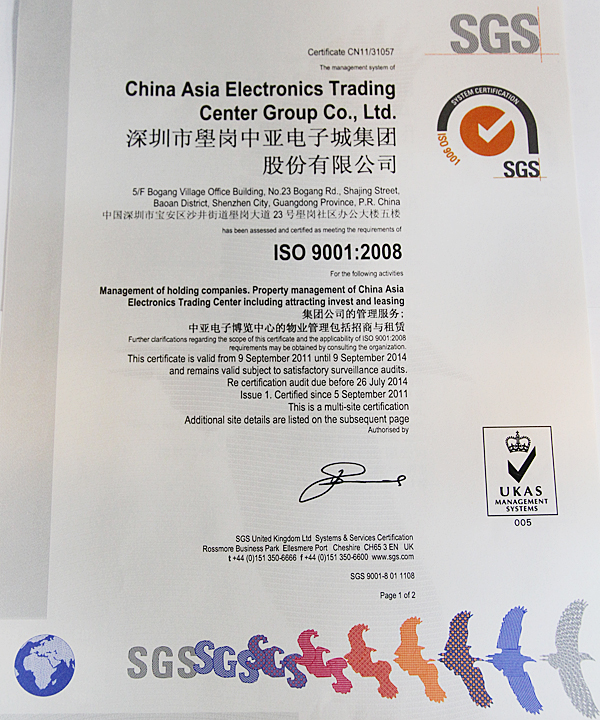 SGS
Certificate CN11/31057
The management system of
China Asia Electronics Trading
Center Group Co., Ltd.
深圳市壆岗中亚电子城集团
股份有限公司
SYSTEM CERTIFICATION
ISO 9001
SGS
5/F Bogang Village Office Building, No.23 Bogang Rd., Shajing Street,
Baoan District, Shenzhen City, Guangdong Province, P.R. China
中国深圳市宝安区沙井街道壆岗大道 23 号壆岗社区办公大楼五楼
has been assessed and certified as meeting the requirements of
ISO 9001:2008
For the following activities
Management of holding companies. Property management of China Asia
Electronics Trading Center including attracting invest and leasing
集团公司的管理服务;
中亚电子博览中心的物业管理包括招商与租赁
Further clarifications regarding the scope of this certificate and the applicability of ISO 9001:2008
requirements may be obtained by consulting the organization.
This certificate is valid from 9 September 2011 until 9 September 2014
and remains valid subject to satisfactory surveillance audits.
Re certification audit due before 26 July 2014
Issue 1. Certified since 5 September 2011
This is a multi-site certification
Additional site details are listed on the subsequent page
Authorised by
UKAS
MANAGEMENT
SYSTEMS
005
SGS United Kingdom Ltd Systems & Services Certification
Rossmore Business Park Ellesmere Port Cheshire CH65 3 EN UK
t +44 (0)151 350-6666 f +44 (0)151 350-6600 www.sgs.com
SGS 9001-8 01 1108
Page 1 of 2
SGSSGSSGS